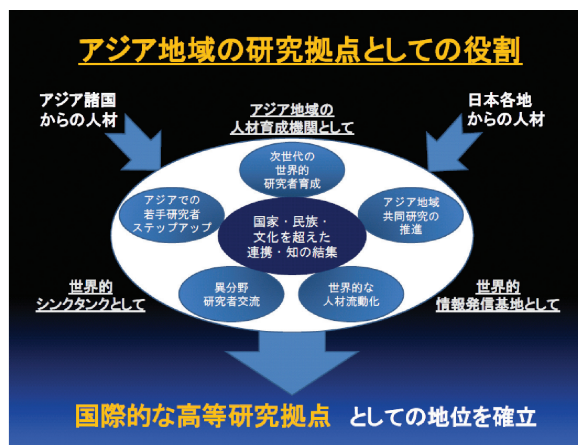 アジア地域の研究拠点としての役割
アジア諸国
からの人材
アジア地域の
人材育成機関として
日本各地
からの人材
次世代の
世界的
研究者育成
アジアでの
若手研究者
ステップアップ
アジア地域
共同研究の
推進
国家・民族・
文化を超えた
連携・知の結集
異分野
研究者交流
世界的な
人材流動化
世界的
シンクタンクとして
世界的
情報発信基地として
国際的な高等研究拠点 としての地位を確立